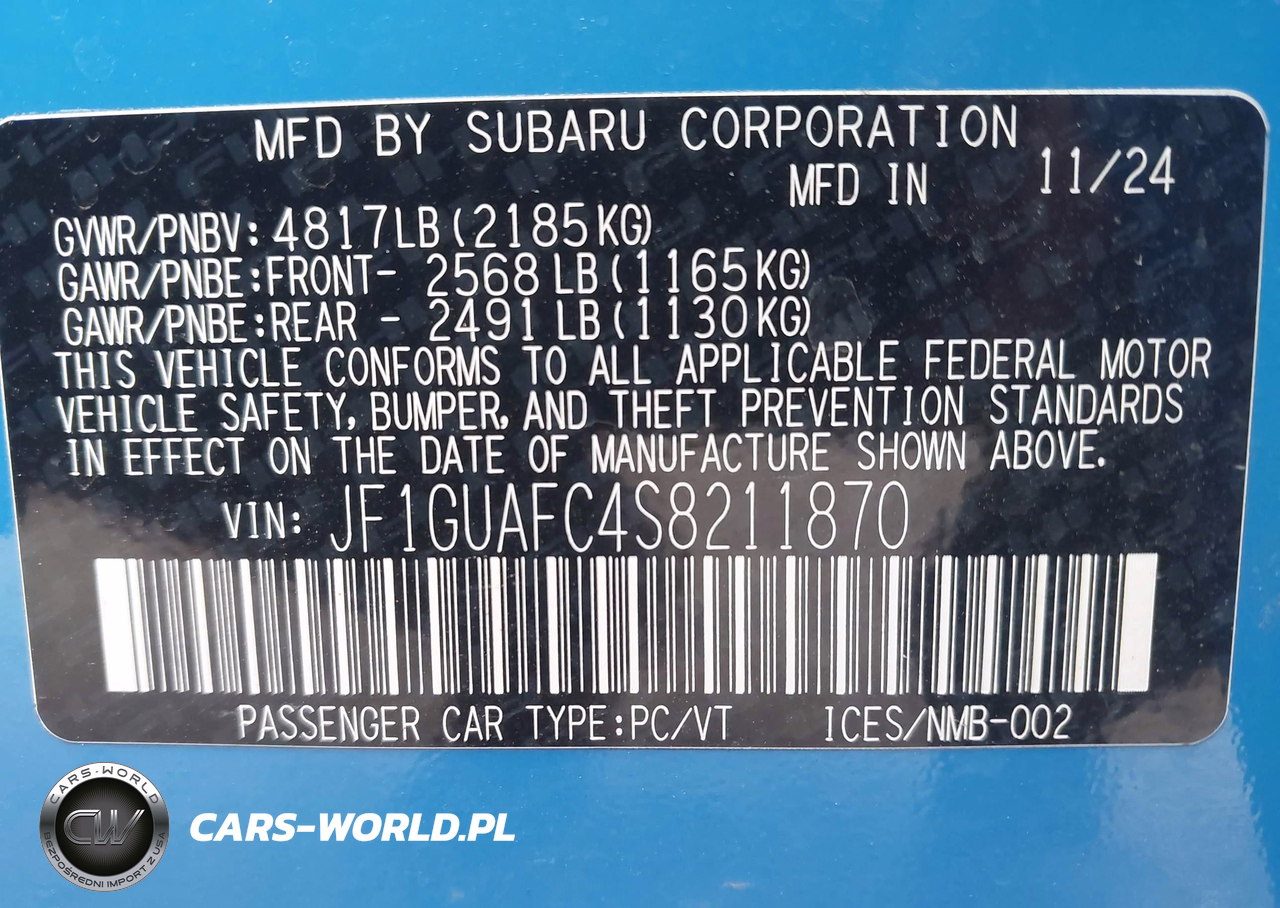 MFD BY SUBARU CORPORATION
MFD IN 11/24
GVWR/PNBV: 4817LB (2185KG)
GAWR/PNBE:FRONT- 2568 LB (1165KG)
GAWR/PNBE:REAR - 2491 LB (1130KG)
THIS VEHICLE CONFORMS TO ALL APPLICABLE FEDERAL MOTOR
VEHICLE SAFETY, BUMPER, AND THEFT PREVENTION STANDARDS
IN EFFECT ON THE DATE OF MANUFACTURE SHOWN ABOVE.
VIN: JF1GUAFC4S8211870
PASSENGER CAR TYPE:PC/VT ICES/NMB-002
CARS-WORLD
CW
BEZPOŚREDNI IMPORT Z USA
CARS-WORLD.PL